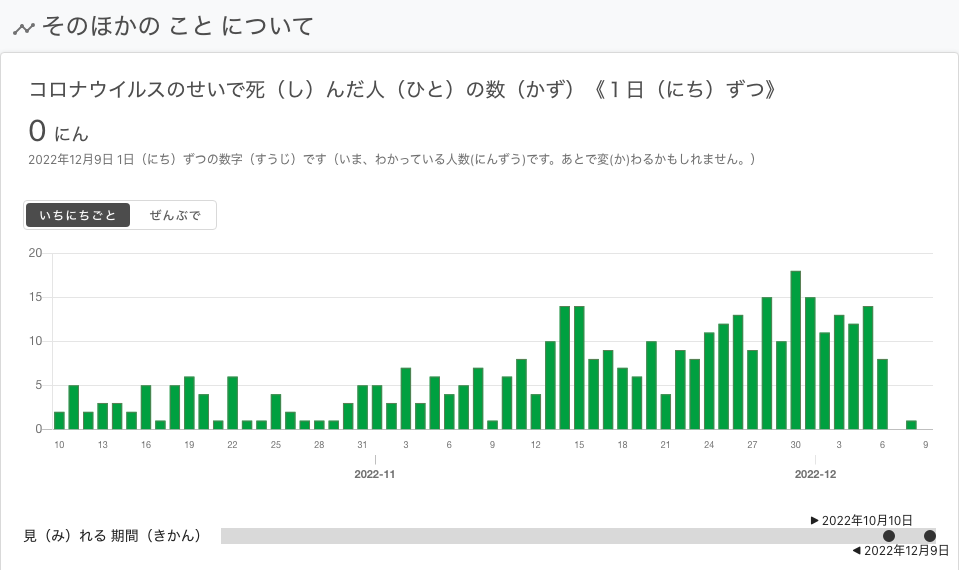 そのほかの こと について
コロナウイルスのせいで死（し）んだ人（ひと）の数（かず）《１日（にち）ずつ》
0 にん
2022年12月9日 1日（にち）ずつの数字（すうじ）です（いま、わかっている人数(にんずう)です。あとで変(か)わるかもしれません。）
いちにちごと ぜんぶで
20
15
10
5
0
10 13 16 19 22 25 28 31 3 6 9 12 15 18 21 24 27 30 3 6 9
2022-11 2022-12
▶ 2022年10月10日
見（み）れる 期間（きかん）
◀ 2022年12月9日